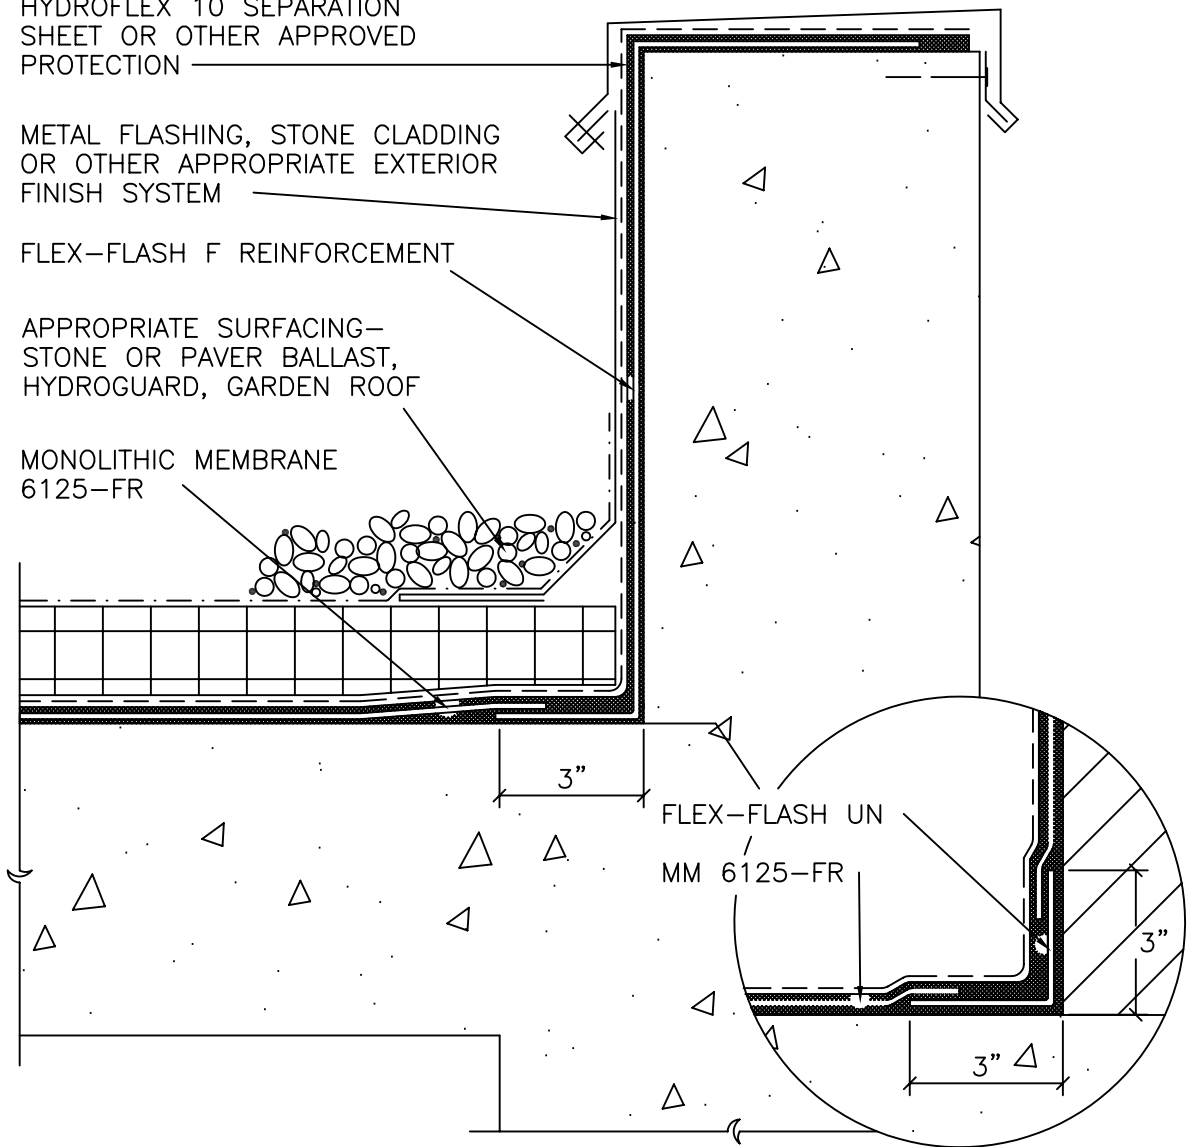 HYDROFLEX 10 SEPARATION
SHEET OR OTHER APPROVED
PROTECTION
METAL FLASHING, STONE CLADDING
OR OTHER APPROPRIATE EXTERIOR
FINISH SYSTEM
FLEX-FLASH F REINFORCEMENT
APPROPRIATE SURFACING-
STONE OR PAVER BALLAST,
HYDROGUARD, GARDEN ROOF
MONOLITHIC MEMBRANE
6125-FR
3"
FLEX-FLASH UN
MM 6125-FR
3"
3"